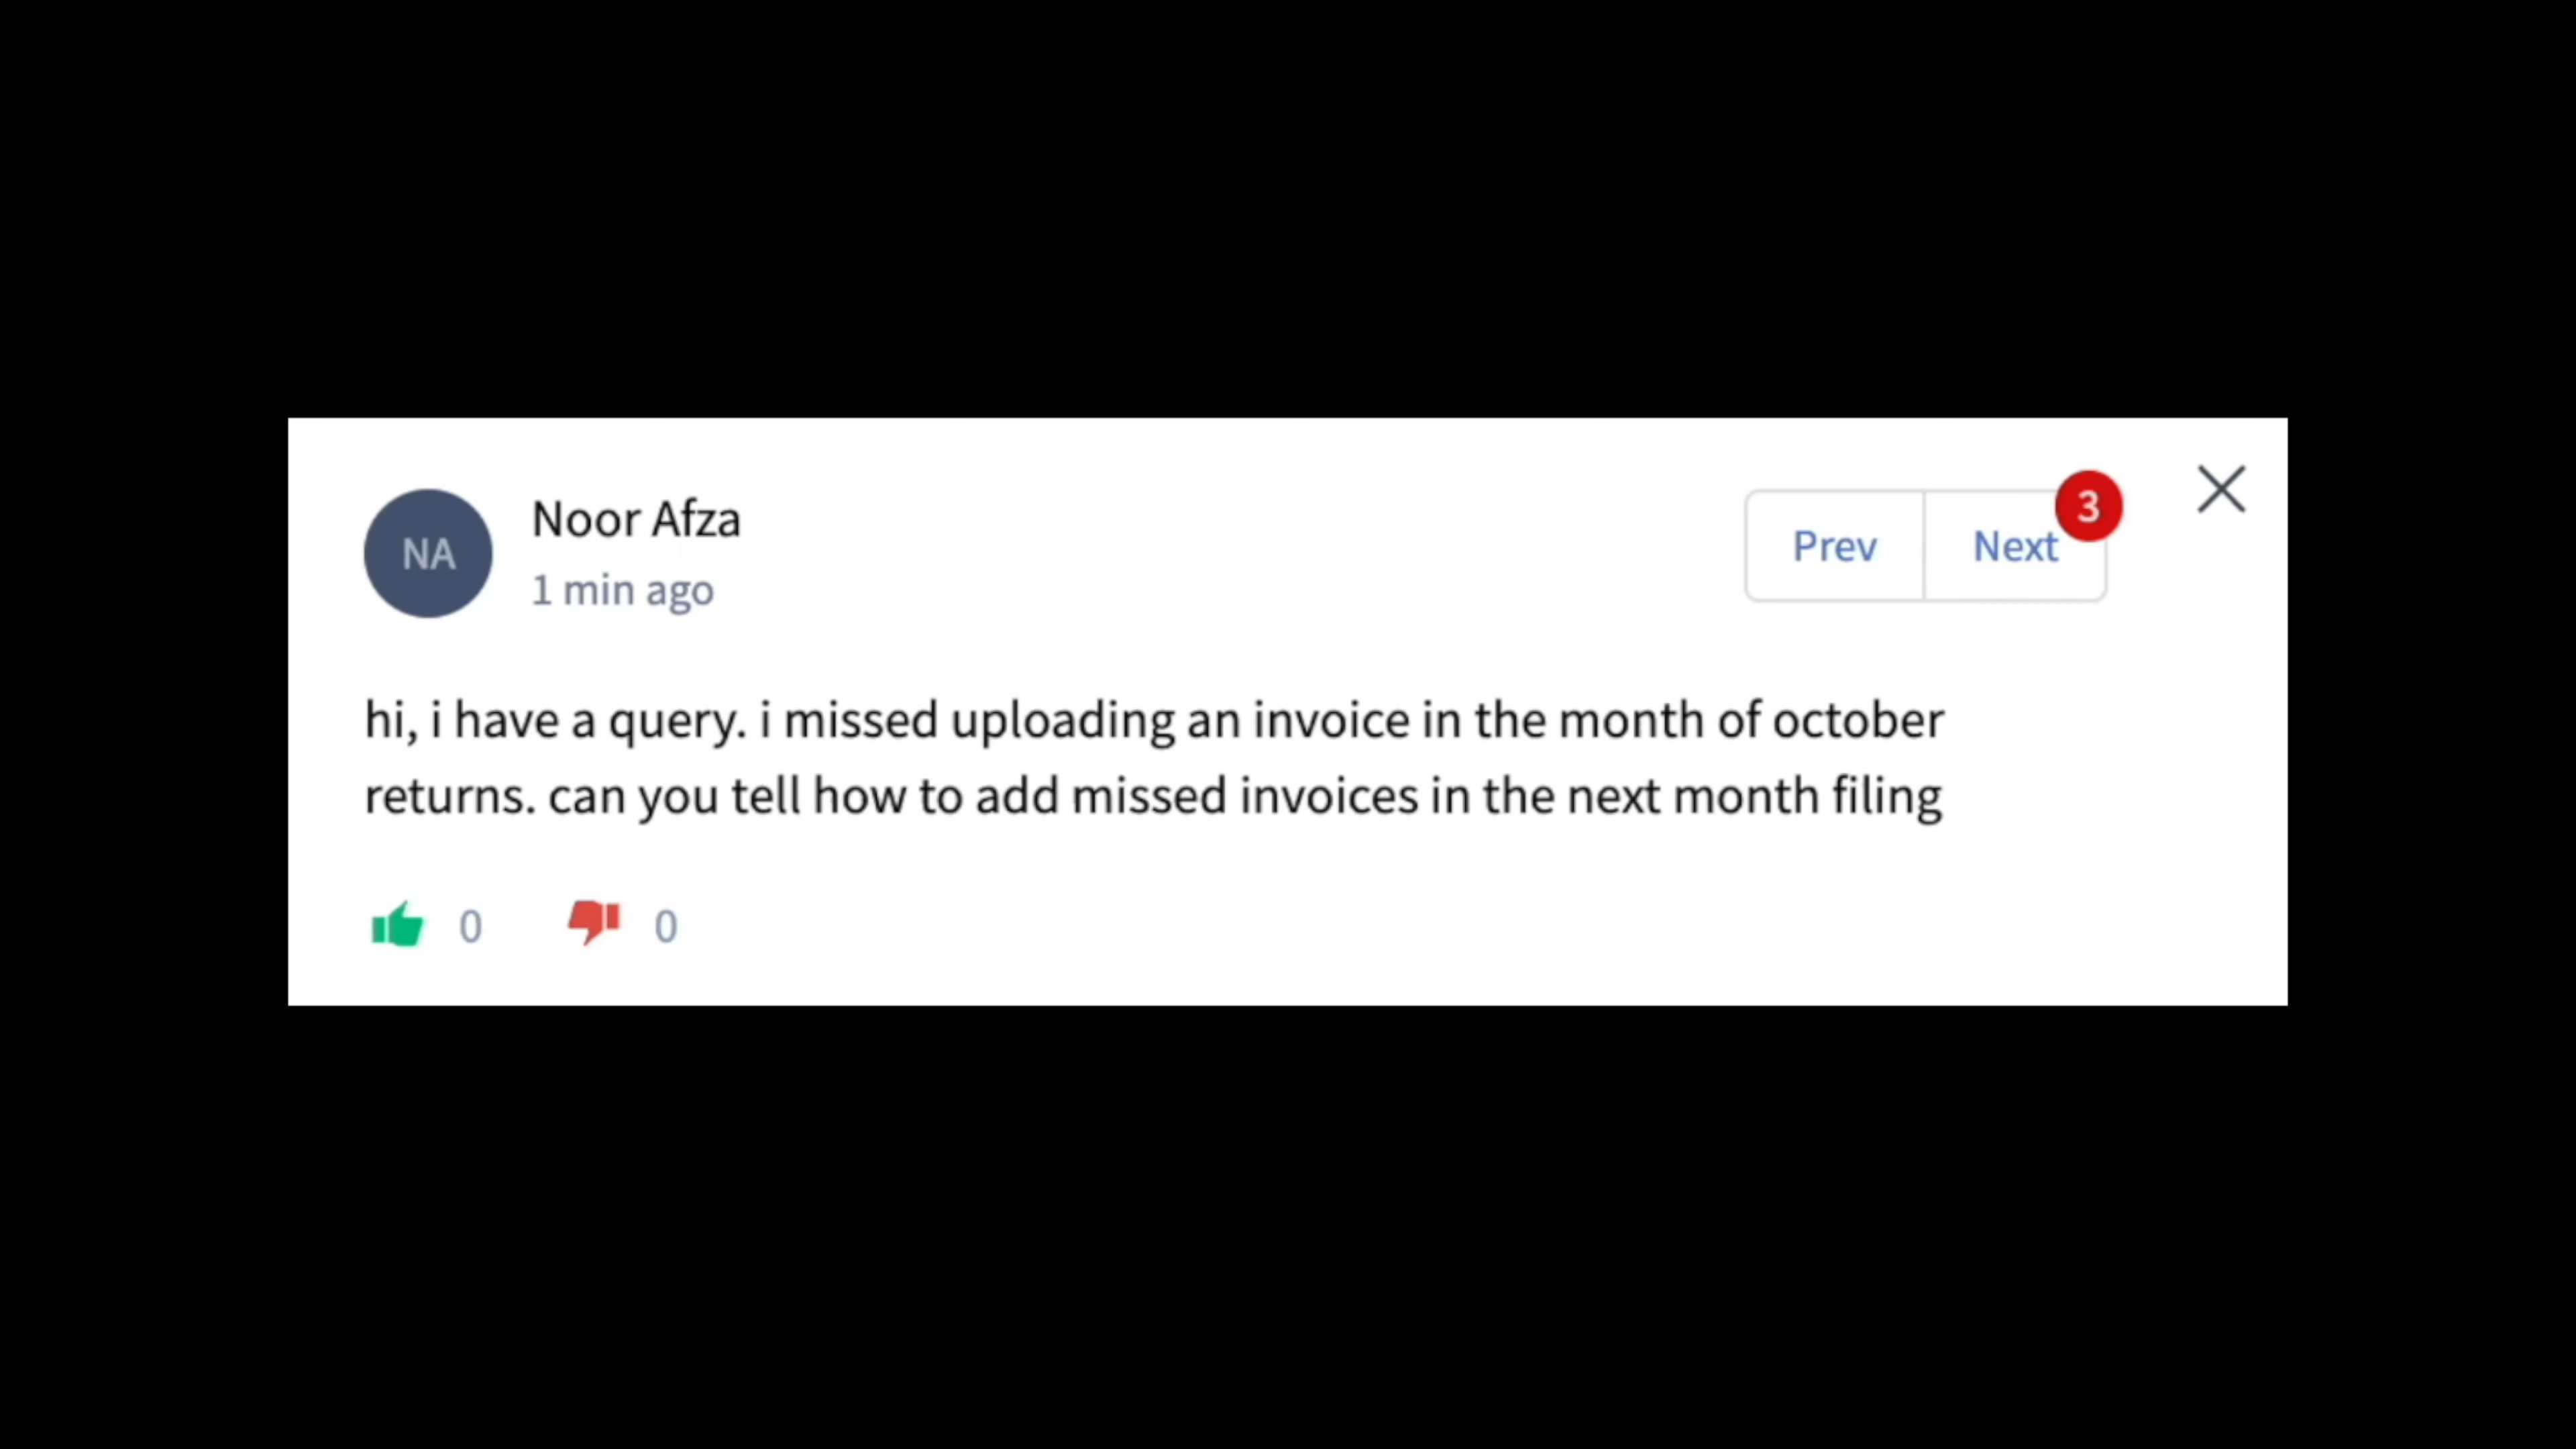 NA
Noor Afza
1 min ago
Prev
Next
3
hi, i have a query. i missed uploading an invoice in the month of october
returns. can you tell how to add missed invoices in the next month filing
0
0